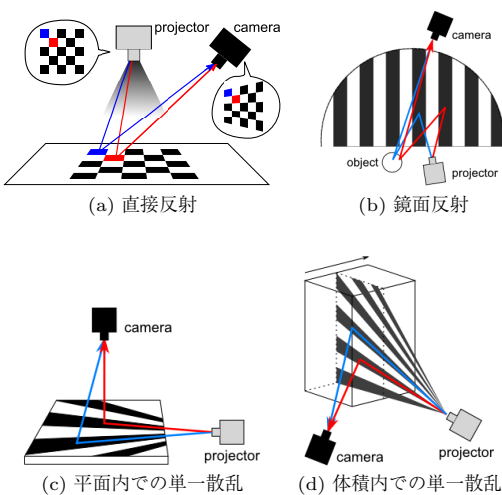 projector
camera
(a) 直接反射
camera
object
projector
(b) 鏡面反射
camera
projector
(c) 平面内での単一散乱
camera
projector
(d) 体積内での単一散乱